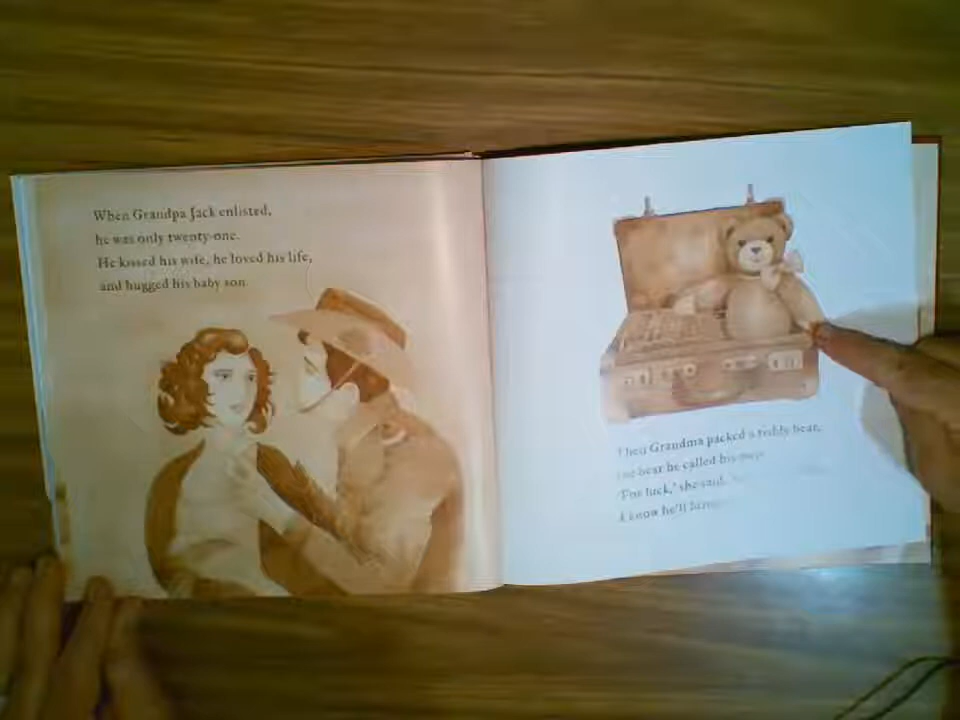 When Grandpa Jack enlisted,
he was only twenty-one.
He kissed his wife, he loved his life,
and hugged his baby son.
Then Grandma packed a teddy bear,
the bear he called his own
'For luck,' she said.
I know he'll bring